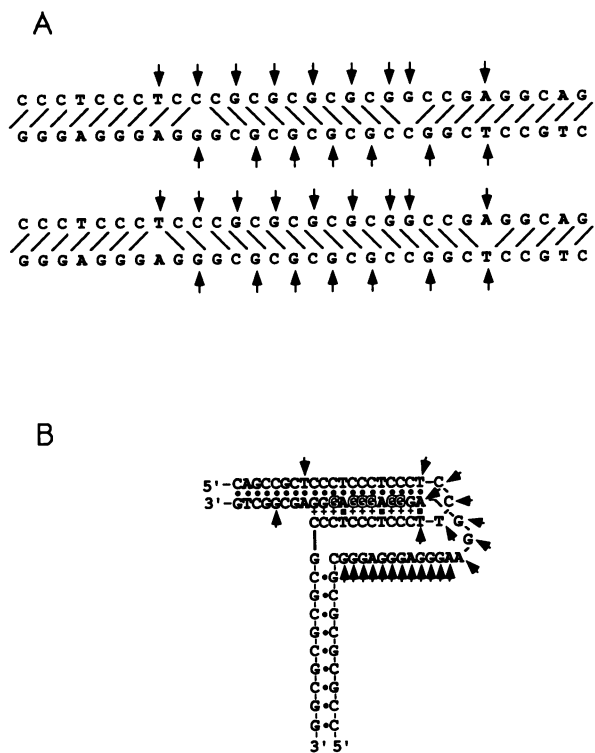 A
C C C T C C C T C C C G C G C G C G C G G C C G A G G C A G
G G G A G G G A G G G C G C G C G C G C C G G C T C C G T C
C C C T C C C T C C C G C G C G C G C G G C C G A G G C A G
G G G A G G G A G G G C G C G C G C G C C G G C T C C G T C
B
5'-CAGCCGCTCCCTCCCTCCCT-C
3'-GTCGGCGAGGGAGGGAGGGA
C
CCCTCCCTCCCT-T
G
G
G CGGGAGGGAGGGAA
C•G
G•C
C•G
G•C
C•G
G•C
C•G
G•C
G•C
3' 5'